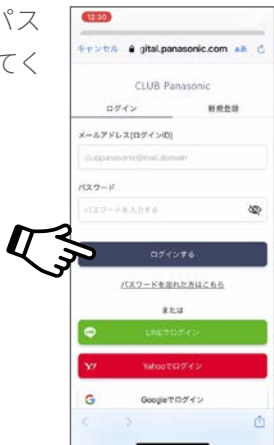 パス
てく
12:30
キャンセル
gital.panasonic.com
ああ
CLUB Panasonic
ログイン
新規登録
メールアドレス(ログインID)
clubpanasonic@mail.domain
パスワード
パスワードを入力する
ログインする
パスワードを忘れた方はこちら
または
LINEでログイン
Y!
Yahooでログイン
G
Googleでログイン